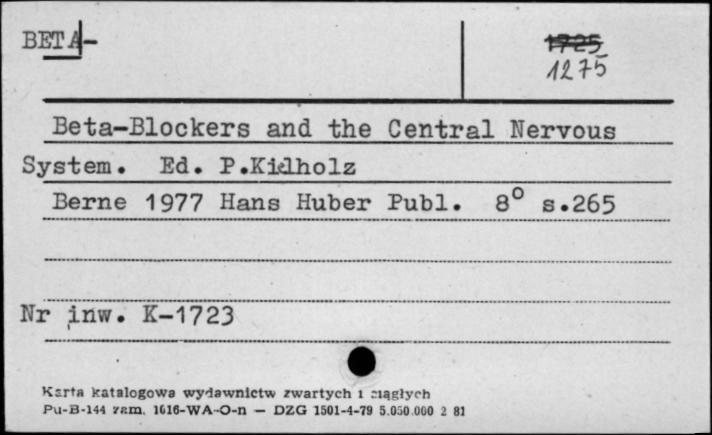 BETA-
1725
1275
Beta-Blockers and the Central Nervous
System. Ed. P.Kielholz
Berne 1977 Hans Huber Publ. 8° s.265
Nr inw. K-1723
Karta katalogowa wydawnictw zwartych i ciągłych
Pu-B-144 zam. 1616-WA-O-n — DZG 1501-4-79 5.050.000 2 81